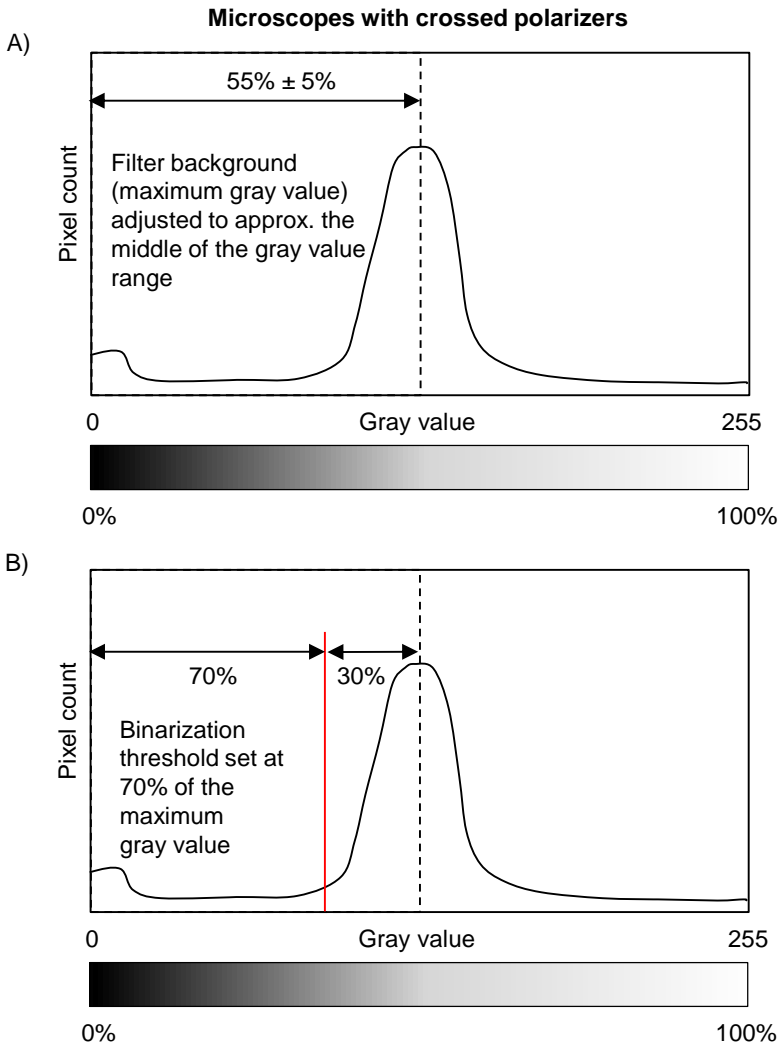 Microscopes with crossed polarizers
A)
55% ± 5%
Filter background
(maximum gray value)
adjusted to approx. the
middle of the gray value
range
Pixel count
0
Gray value
255
0%
100%
B)
70%
30%
Binarization
threshold set at
70% of the
maximum
gray value
Pixel count
0
Gray value
255
0%
100%